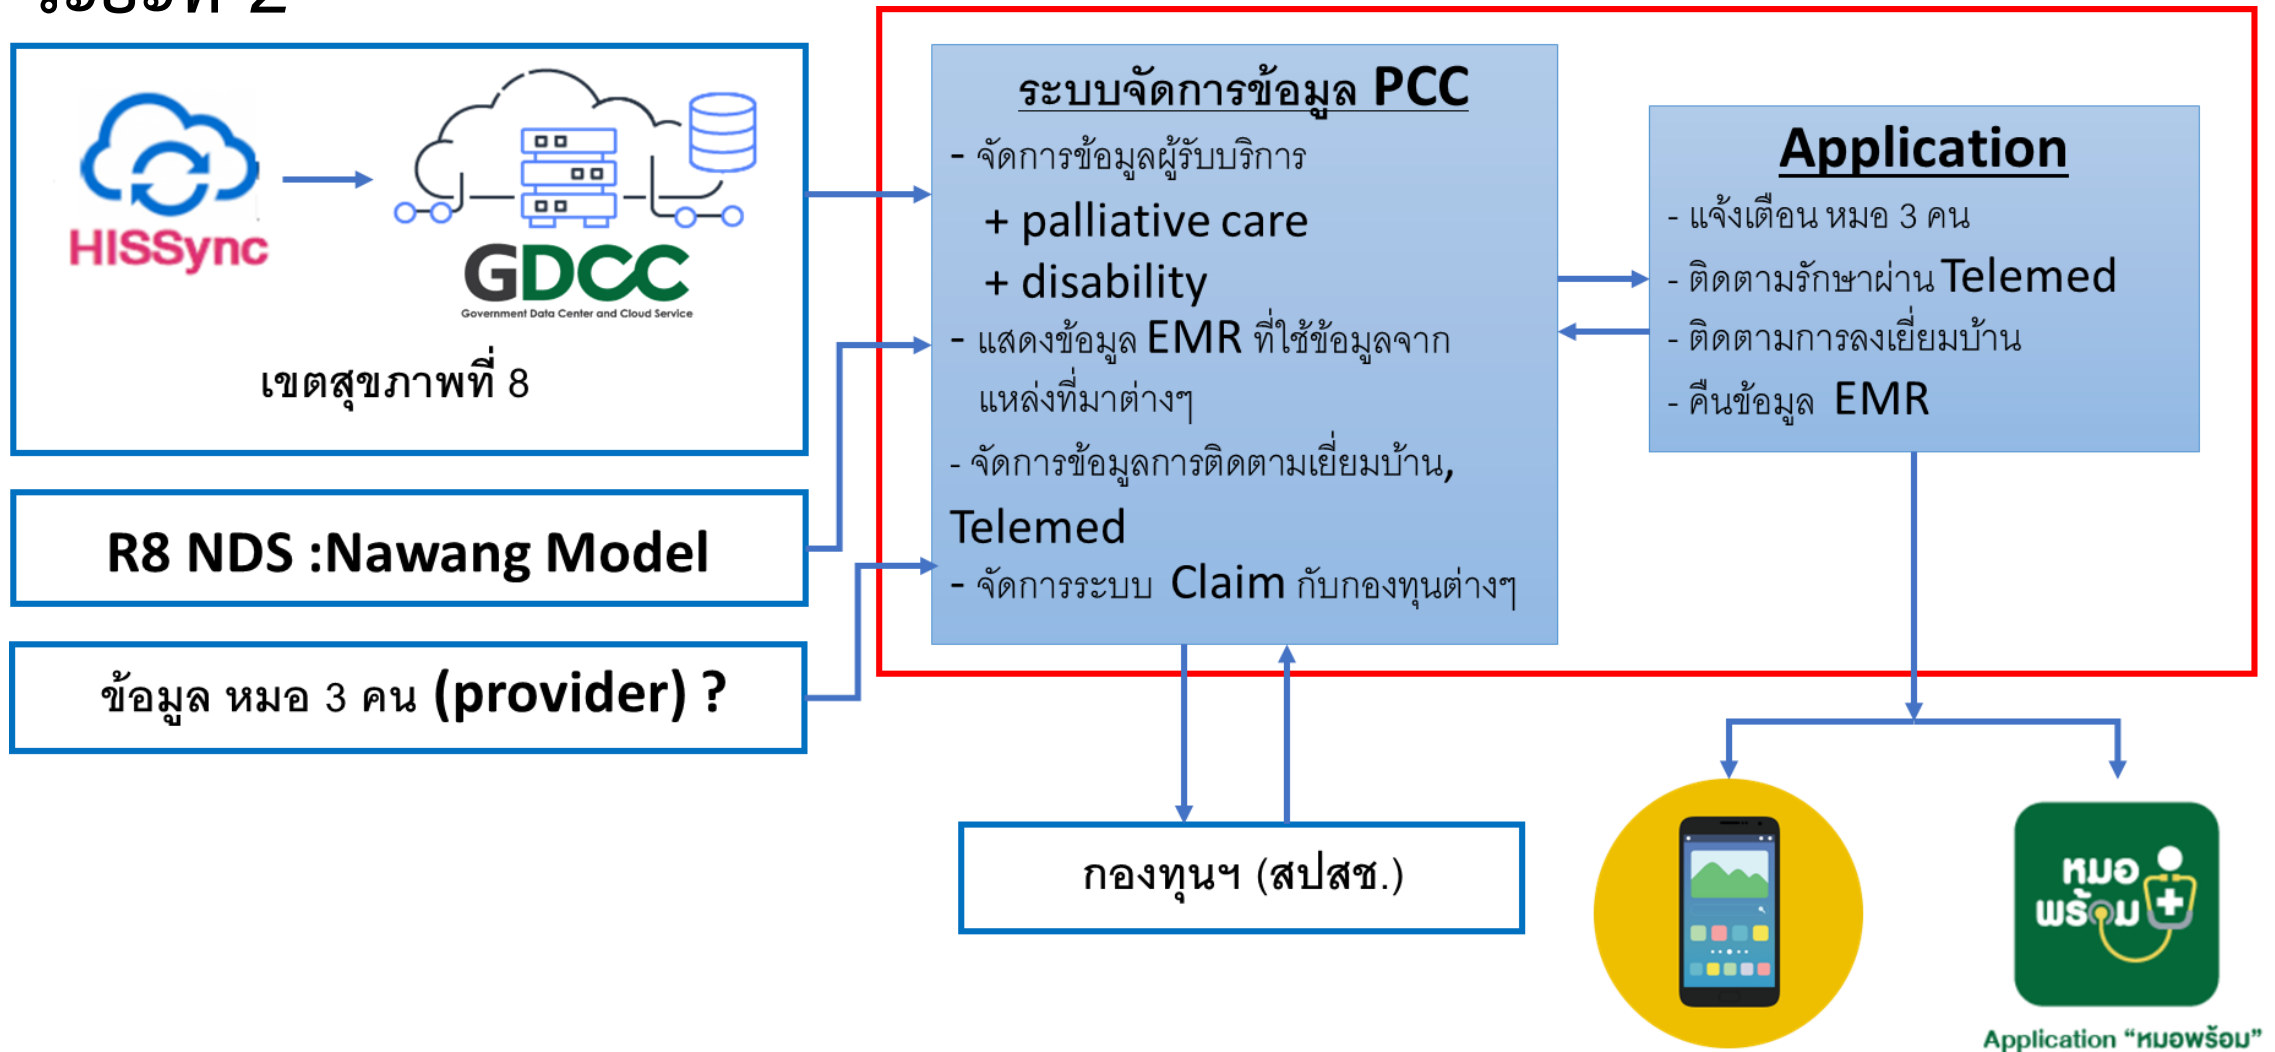 ระยะที่ 2
HISSync
GDCC
Government Data Center and Cloud Service
เขตสุขภาพที่ 8
R8 NDS :Nawang Model
ข้อมูล หมอ 3 คน (provider) ?
ระบบจัดการข้อมูล PCC
- จัดการข้อมูลผู้รับบริการ
+ palliative care
+ disability
- แสดงข้อมูล EMR ที่ใช้ข้อมูลจาก
แหล่งที่มาต่างๆ
- จัดการข้อมูลการติดตามเยี่ยมบ้าน,
Telemed
- จัดการระบบ Claim กับกองทุนต่างๆ
Application
- แจ้งเตือน หมอ 3 คน
- ติดตามรักษาผ่าน Telemed
- ติดตามการลงเยี่ยมบ้าน
- คืนข้อมูล EMR
กองทุนฯ (สปสช.)
หมอ
พร้อม
Application “หมอพร้อม”